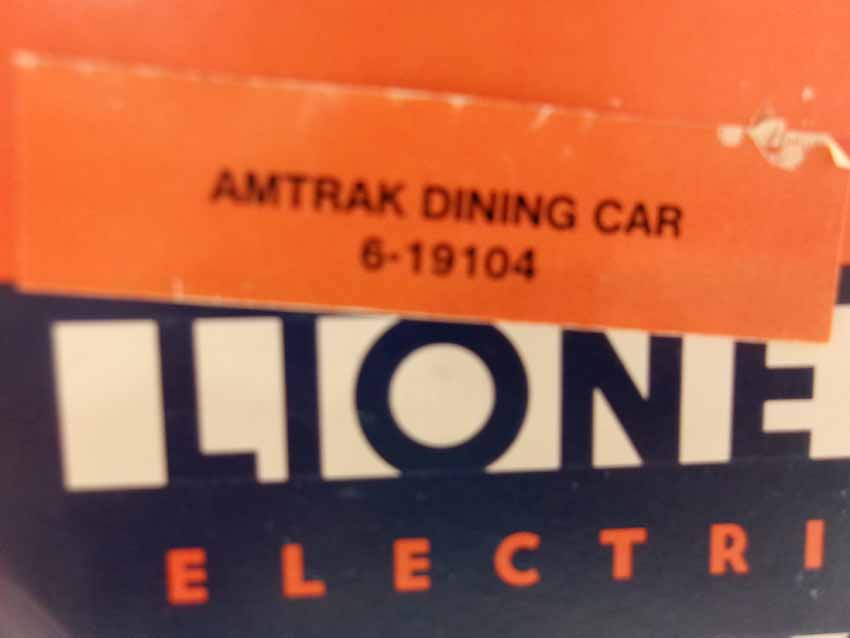 AMTRAK DINING CAR
6-19104
LIONE
ELECTRI